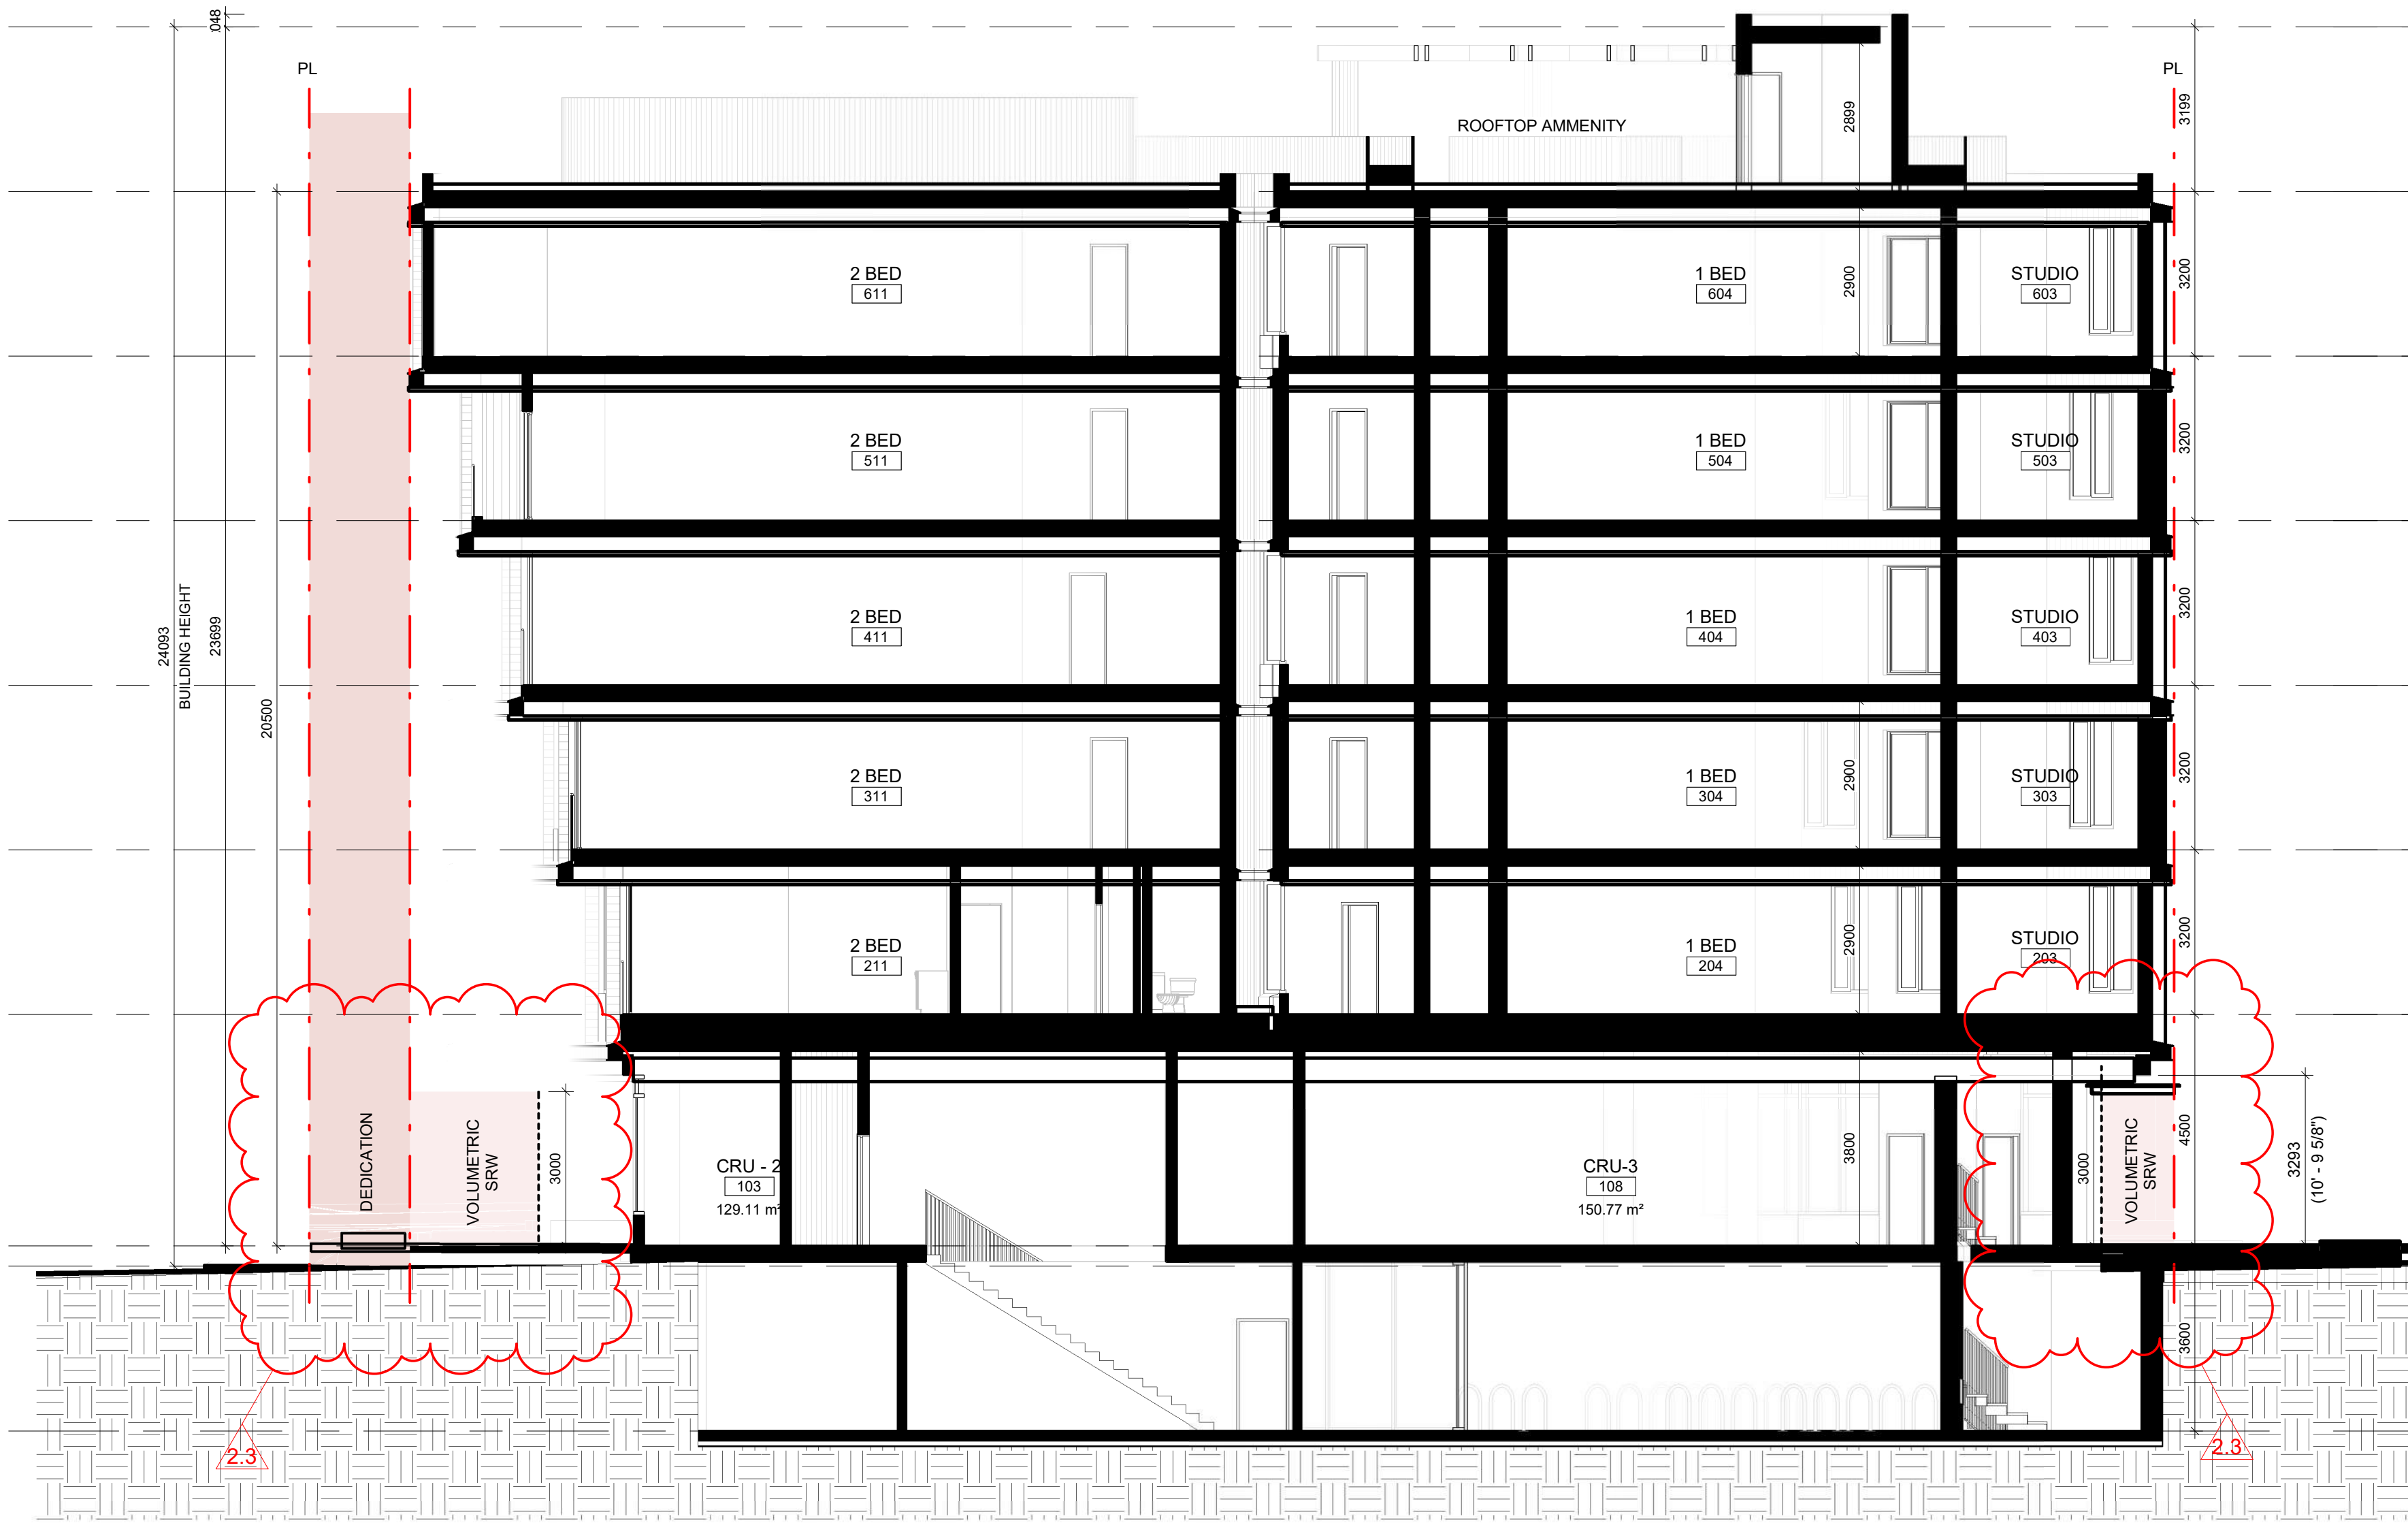 048
PL
PL
3199
2899
ROOFTOP AMMENITY
2 BED
611
1 BED
604
2900
STUDIO
603
3200
2 BED
511
1 BED
504
STUDIO
503
3200
24093
BUILDING HEIGHT
23699
20500
2 BED
411
1 BED
404
STUDIO
403
3200
2 BED
311
1 BED
304
2900
STUDIO
303
3200
2 BED
211
1 BED
204
2900
STUDIO
203
3200
DEDICATION
VOLUMETRIC
SRW
3000
CRU - 2
103
129.11 m²
CRU-3
108
150.77 m²
3800
3000
VOLUMETRIC
SRW
4500
3293
(10' - 9 5/8")
3600
2.3
2.3